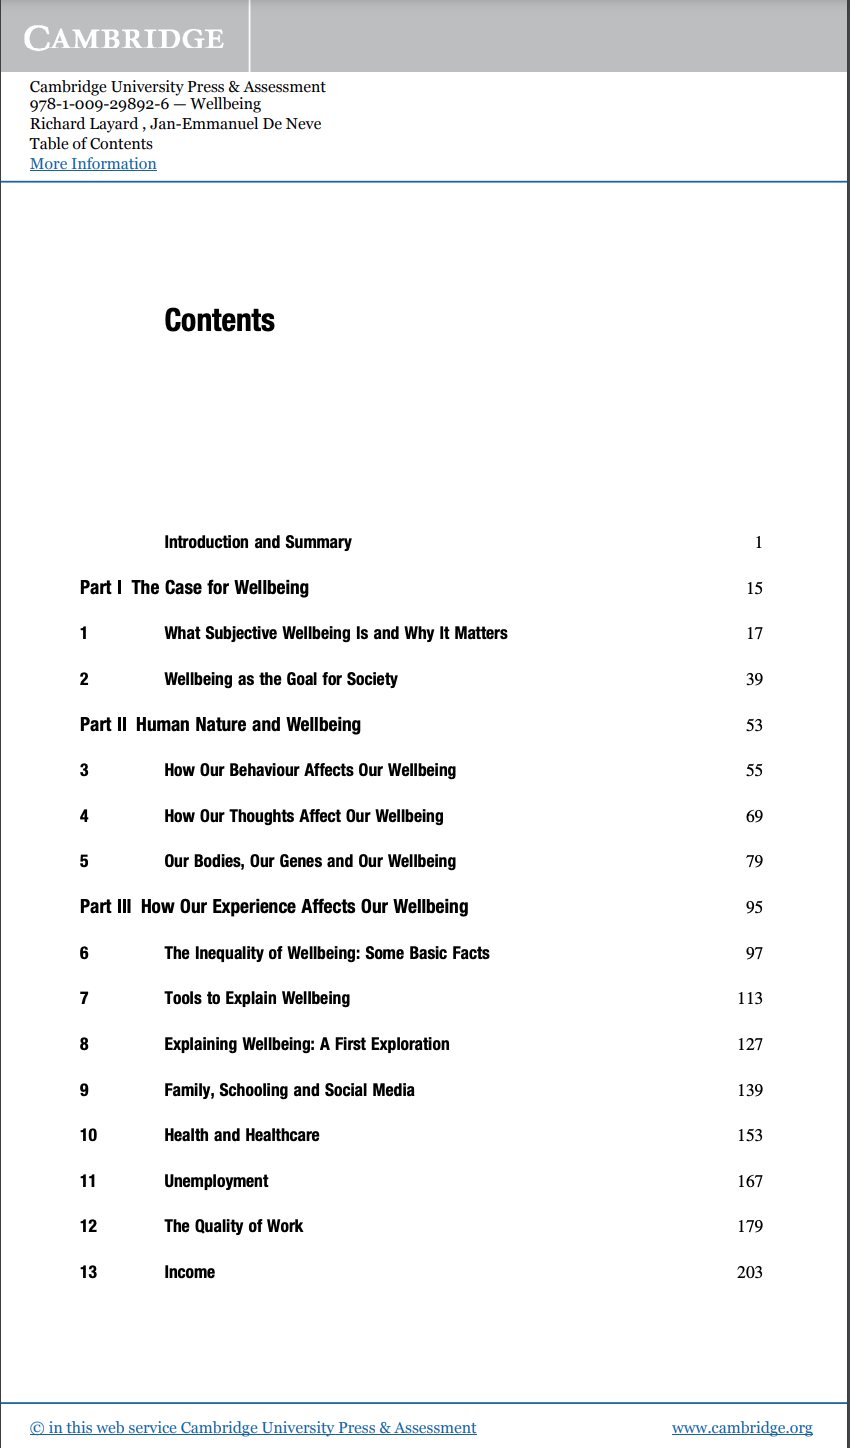 CAMBRIDGE
Cambridge University Press & Assessment
978-1-009-29892-6 — Wellbeing
Richard Layard , Jan-Emmanuel De Neve
Table of Contents
More Information
Contents
Introduction and Summary 1
Part I The Case for Wellbeing 15
1 What Subjective Wellbeing Is and Why It Matters 17
2 Wellbeing as the Goal for Society 39
Part II Human Nature and Wellbeing 53
3 How Our Behaviour Affects Our Wellbeing 55
4 How Our Thoughts Affect Our Wellbeing 69
5 Our Bodies, Our Genes and Our Wellbeing 79
Part III How Our Experience Affects Our Wellbeing 95
6 The Inequality of Wellbeing: Some Basic Facts 97
7 Tools to Explain Wellbeing 113
8 Explaining Wellbeing: A First Exploration 127
9 Family, Schooling and Social Media 139
10 Health and Healthcare 153
11 Unemployment 167
12 The Quality of Work 179
13 Income 203
© in this web service Cambridge University Press & Assessment www.cambridge.org